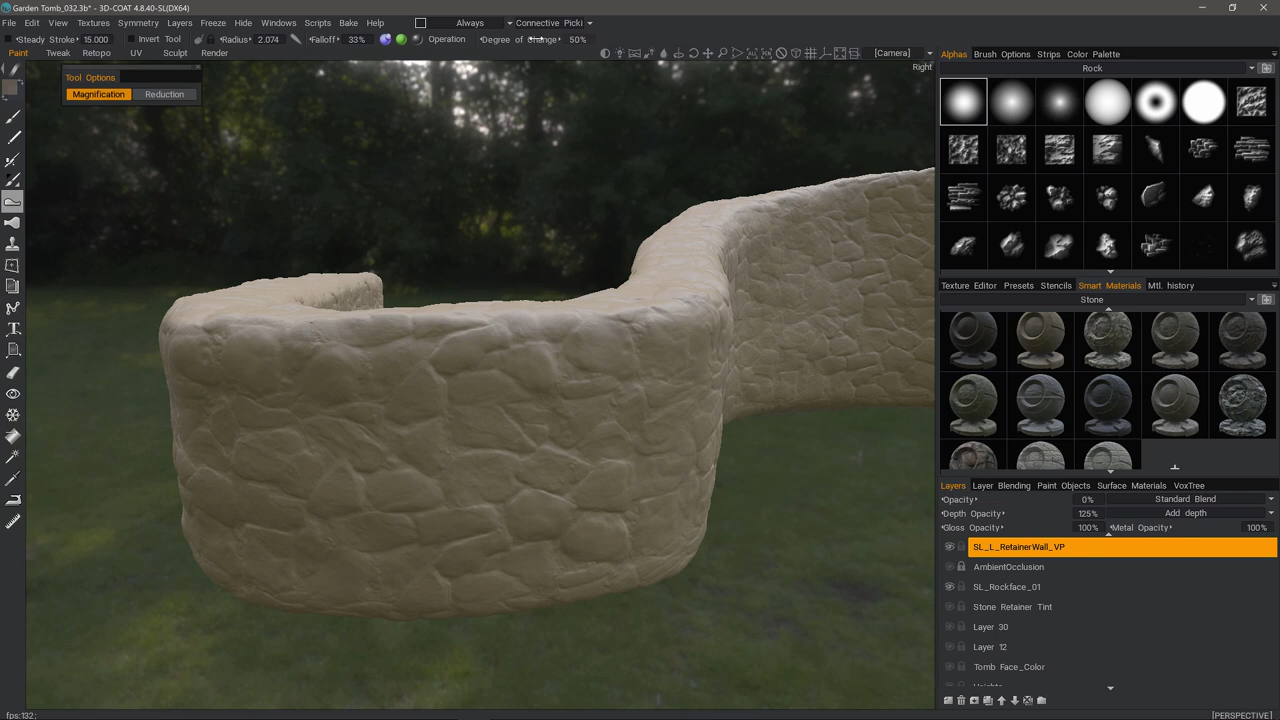 Garden Tomb_032.3b* - 3D-COAT 4.8.40-SL(DX64)
File Edit View Textures Symmetry Layers Freeze Hide Windows Scripts Bake Help Always Connective Picki
Steady Stroke 15.000 Invert Tool Radius 2.074 Falloff 33% Operation Degree of Change 50%
Paint Tweak Retopo UV Sculpt Render [Camera]
Right
Tool Options
Magnification Reduction
Alphas Brush Options Strips Color Palette
Rock
Texture Editor Presets Stencils Smart Materials Mtl. history
Stone
Layers Layer Blending Paint Objects Surface Materials VoxTree
Opacity 0% Standard Blend
Depth Opacity 125% Add depth
Gloss Opacity 100% Metal Opacity 100%
SL_L_RetainerWall_VP
AmbientOcclusion
SL_Rockface_01
Stone Retainer Tint
Layer 30
Layer 12
Tomb Face_Color
fps:132; [PERSPECTIVE]